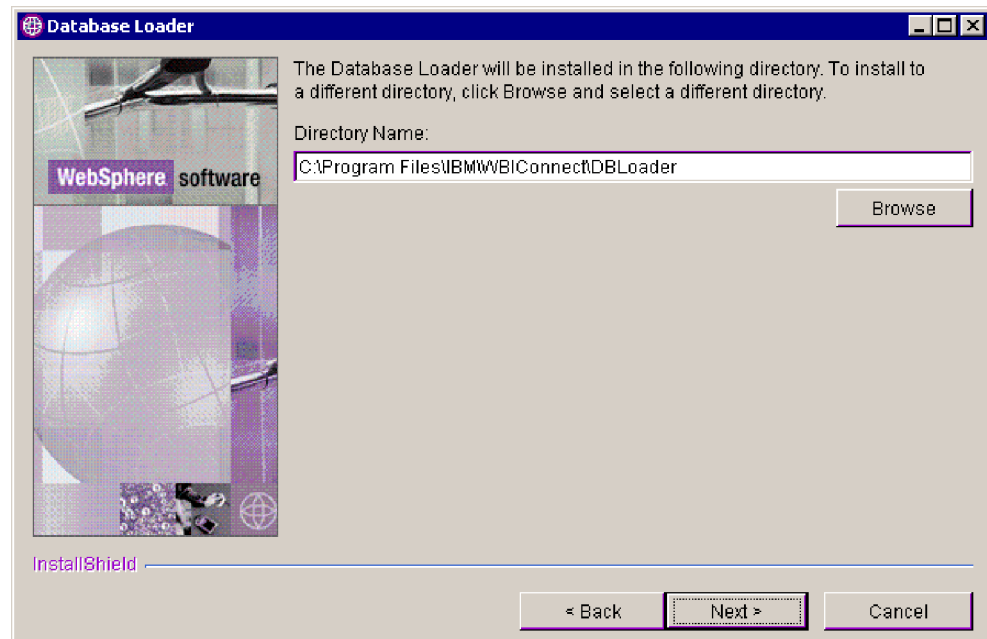 Database Loader
The Database Loader will be installed in the following directory. To install to
a different directory, click Browse and select a different directory.
Directory Name:
C:\Program Files\IBM\WBIConnect\DBLoader
WebSphere software
Browse
InstallShield
< Back
Next >
Cancel